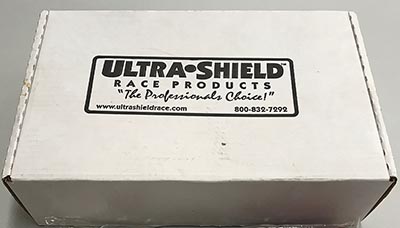 ULTRA•SHIELD™
RACE PRODUCTS
"The Professionals Choice!"
www.ultrashieldrace.com 800-832-7292